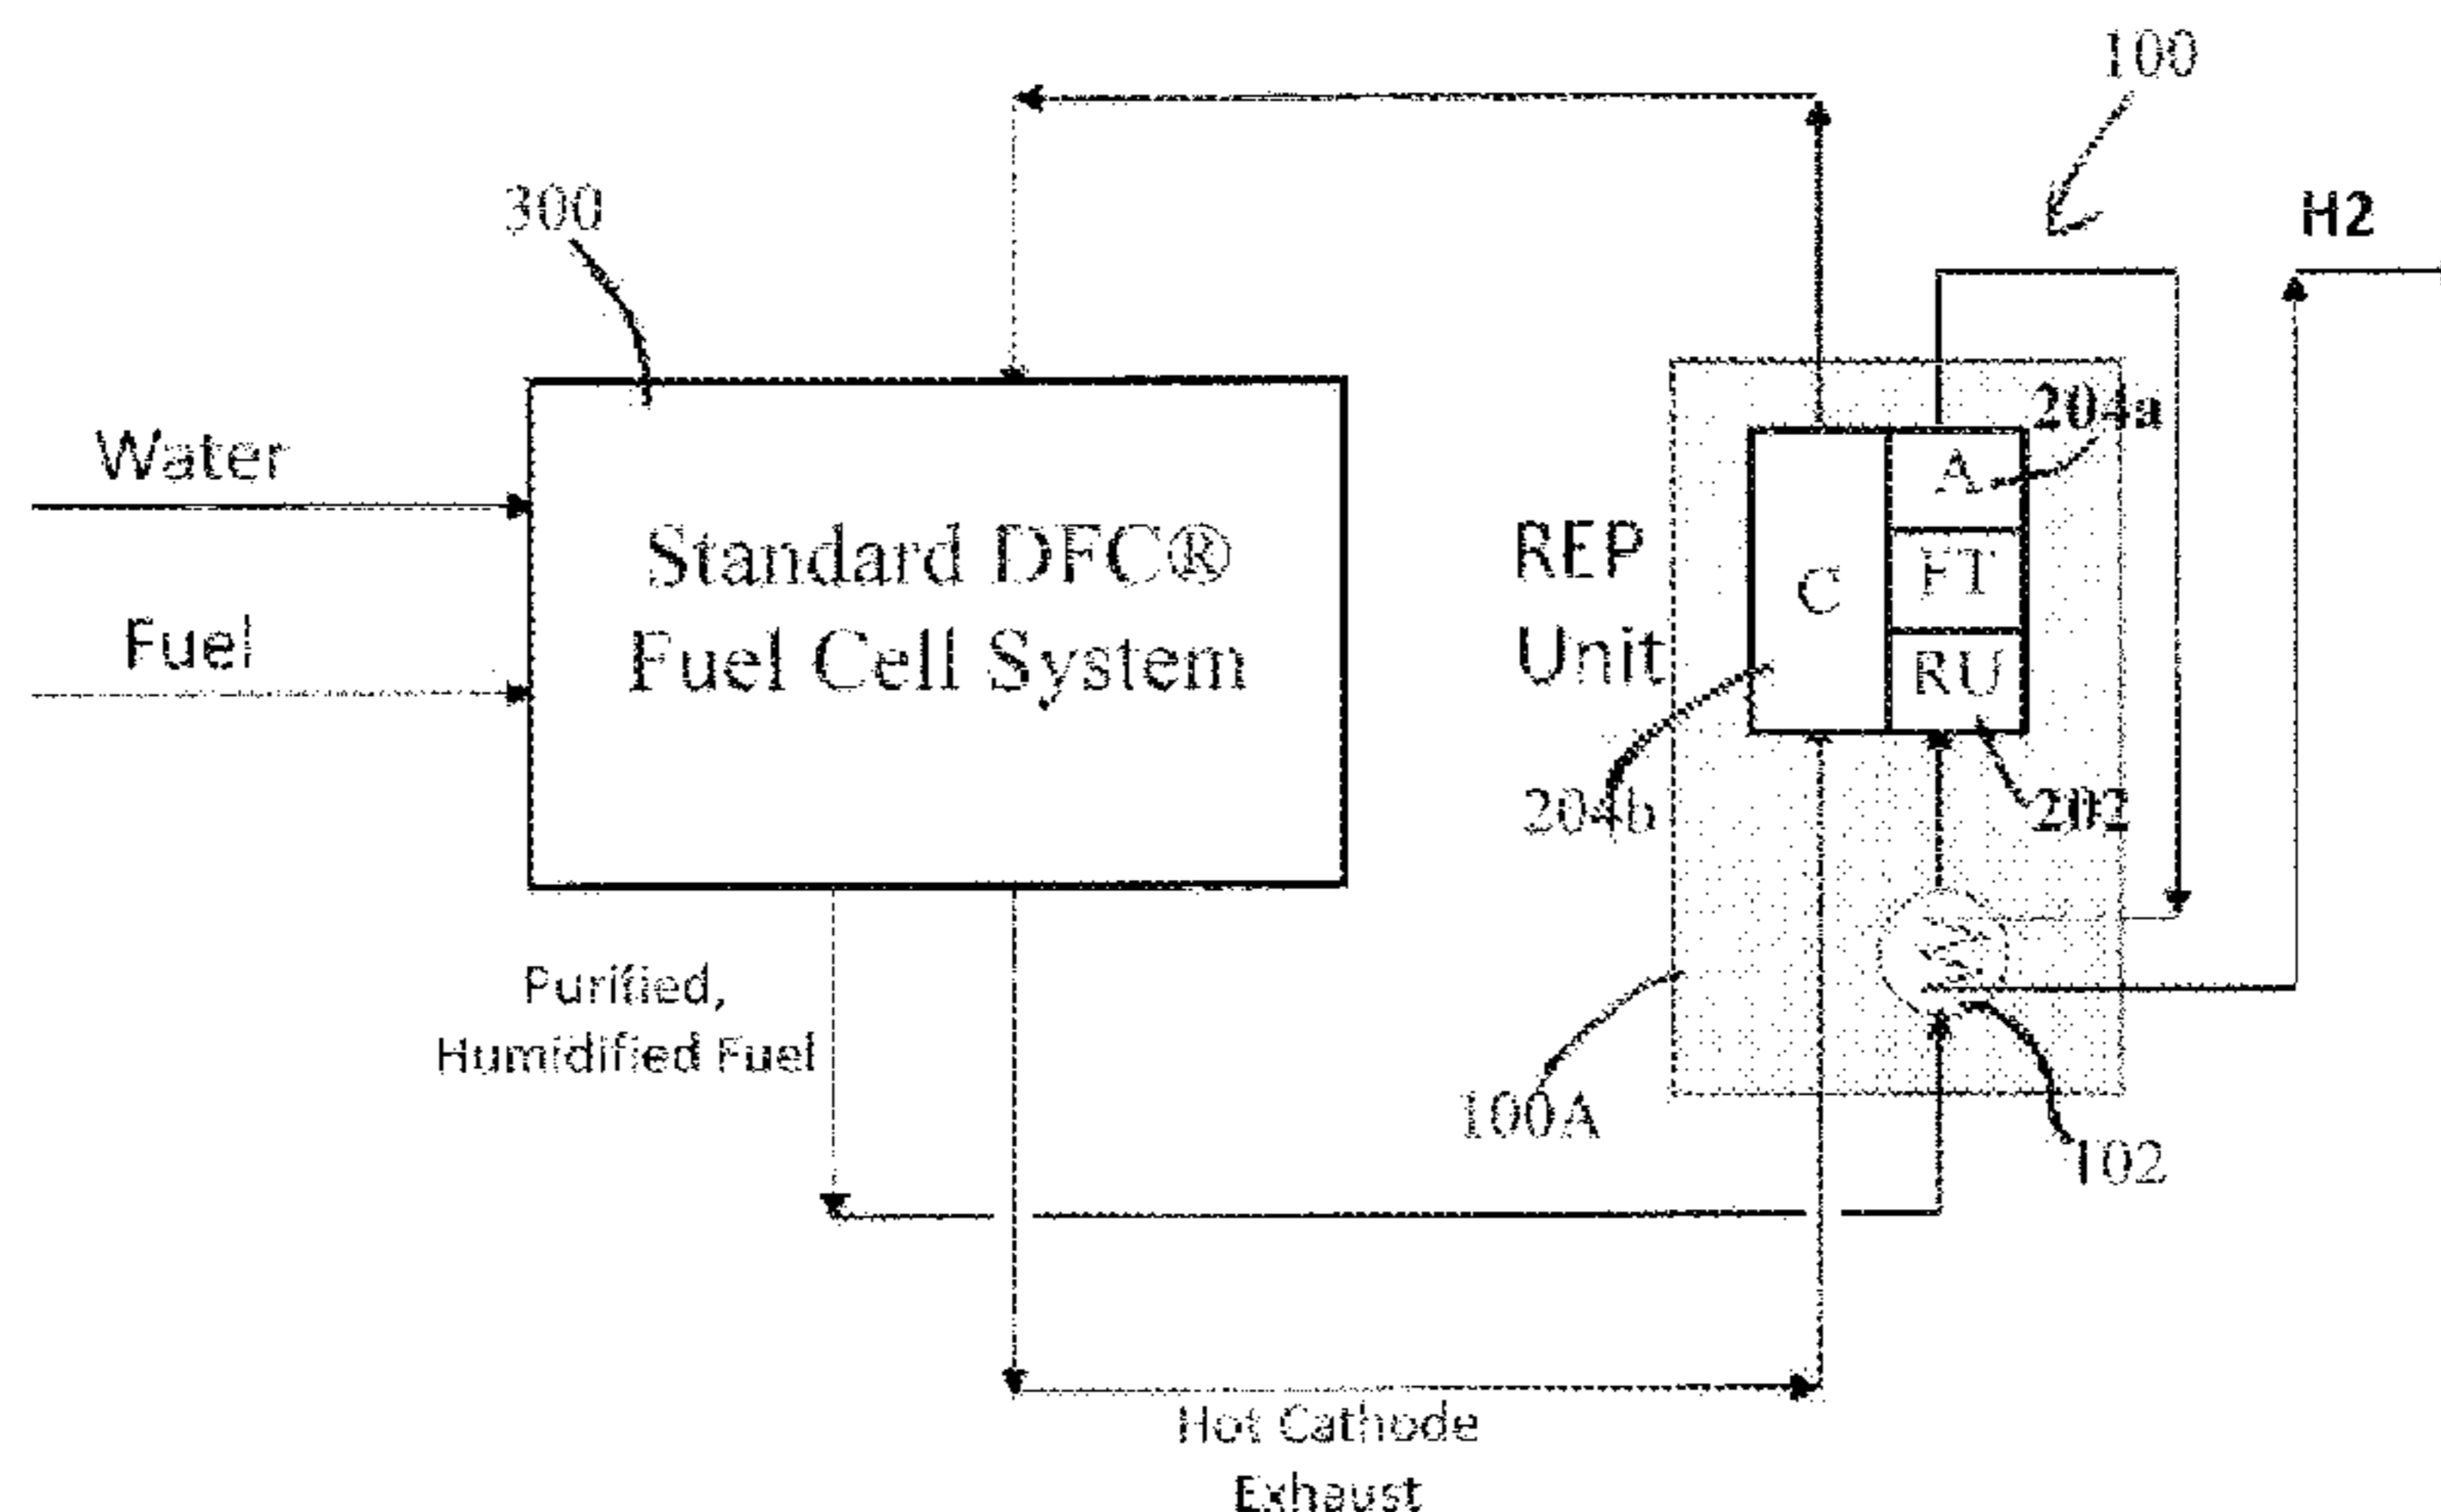 100
300
H2
204a
Water
A
Standard DFC®
REP
FT
C
Fuel
Fuel Cell System
Unit
RU
204b
202
Purified,
Humidified Fuel
100A
102
Hot Cathode
Exhaust